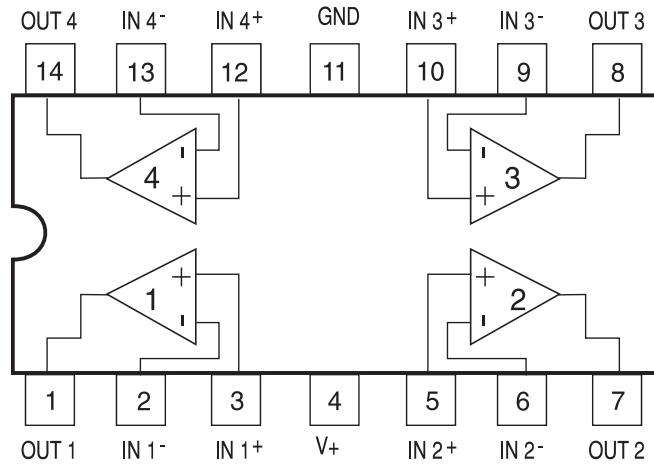 OUT 4 IN 4- IN 4+ GND IN 3+ IN 3- OUT 3
14 13 12 11 10 9 8
- -
4 3
+ +
+ +
1 2
- -
1 2 3 4 5 6 7
OUT 1 IN 1- IN 1+ V+ IN 2+ IN 2- OUT 2